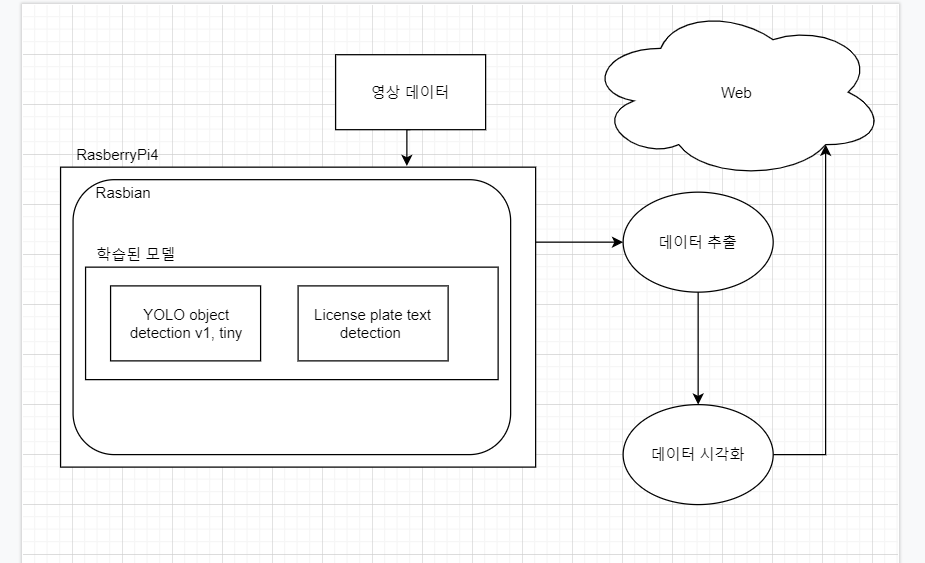 영상 데이터
Web
RasberryPi4
Rasbian
데이터 추출
학습된 모델
YOLO object
detection v1, tiny
License plate text
detection
데이터 시각화